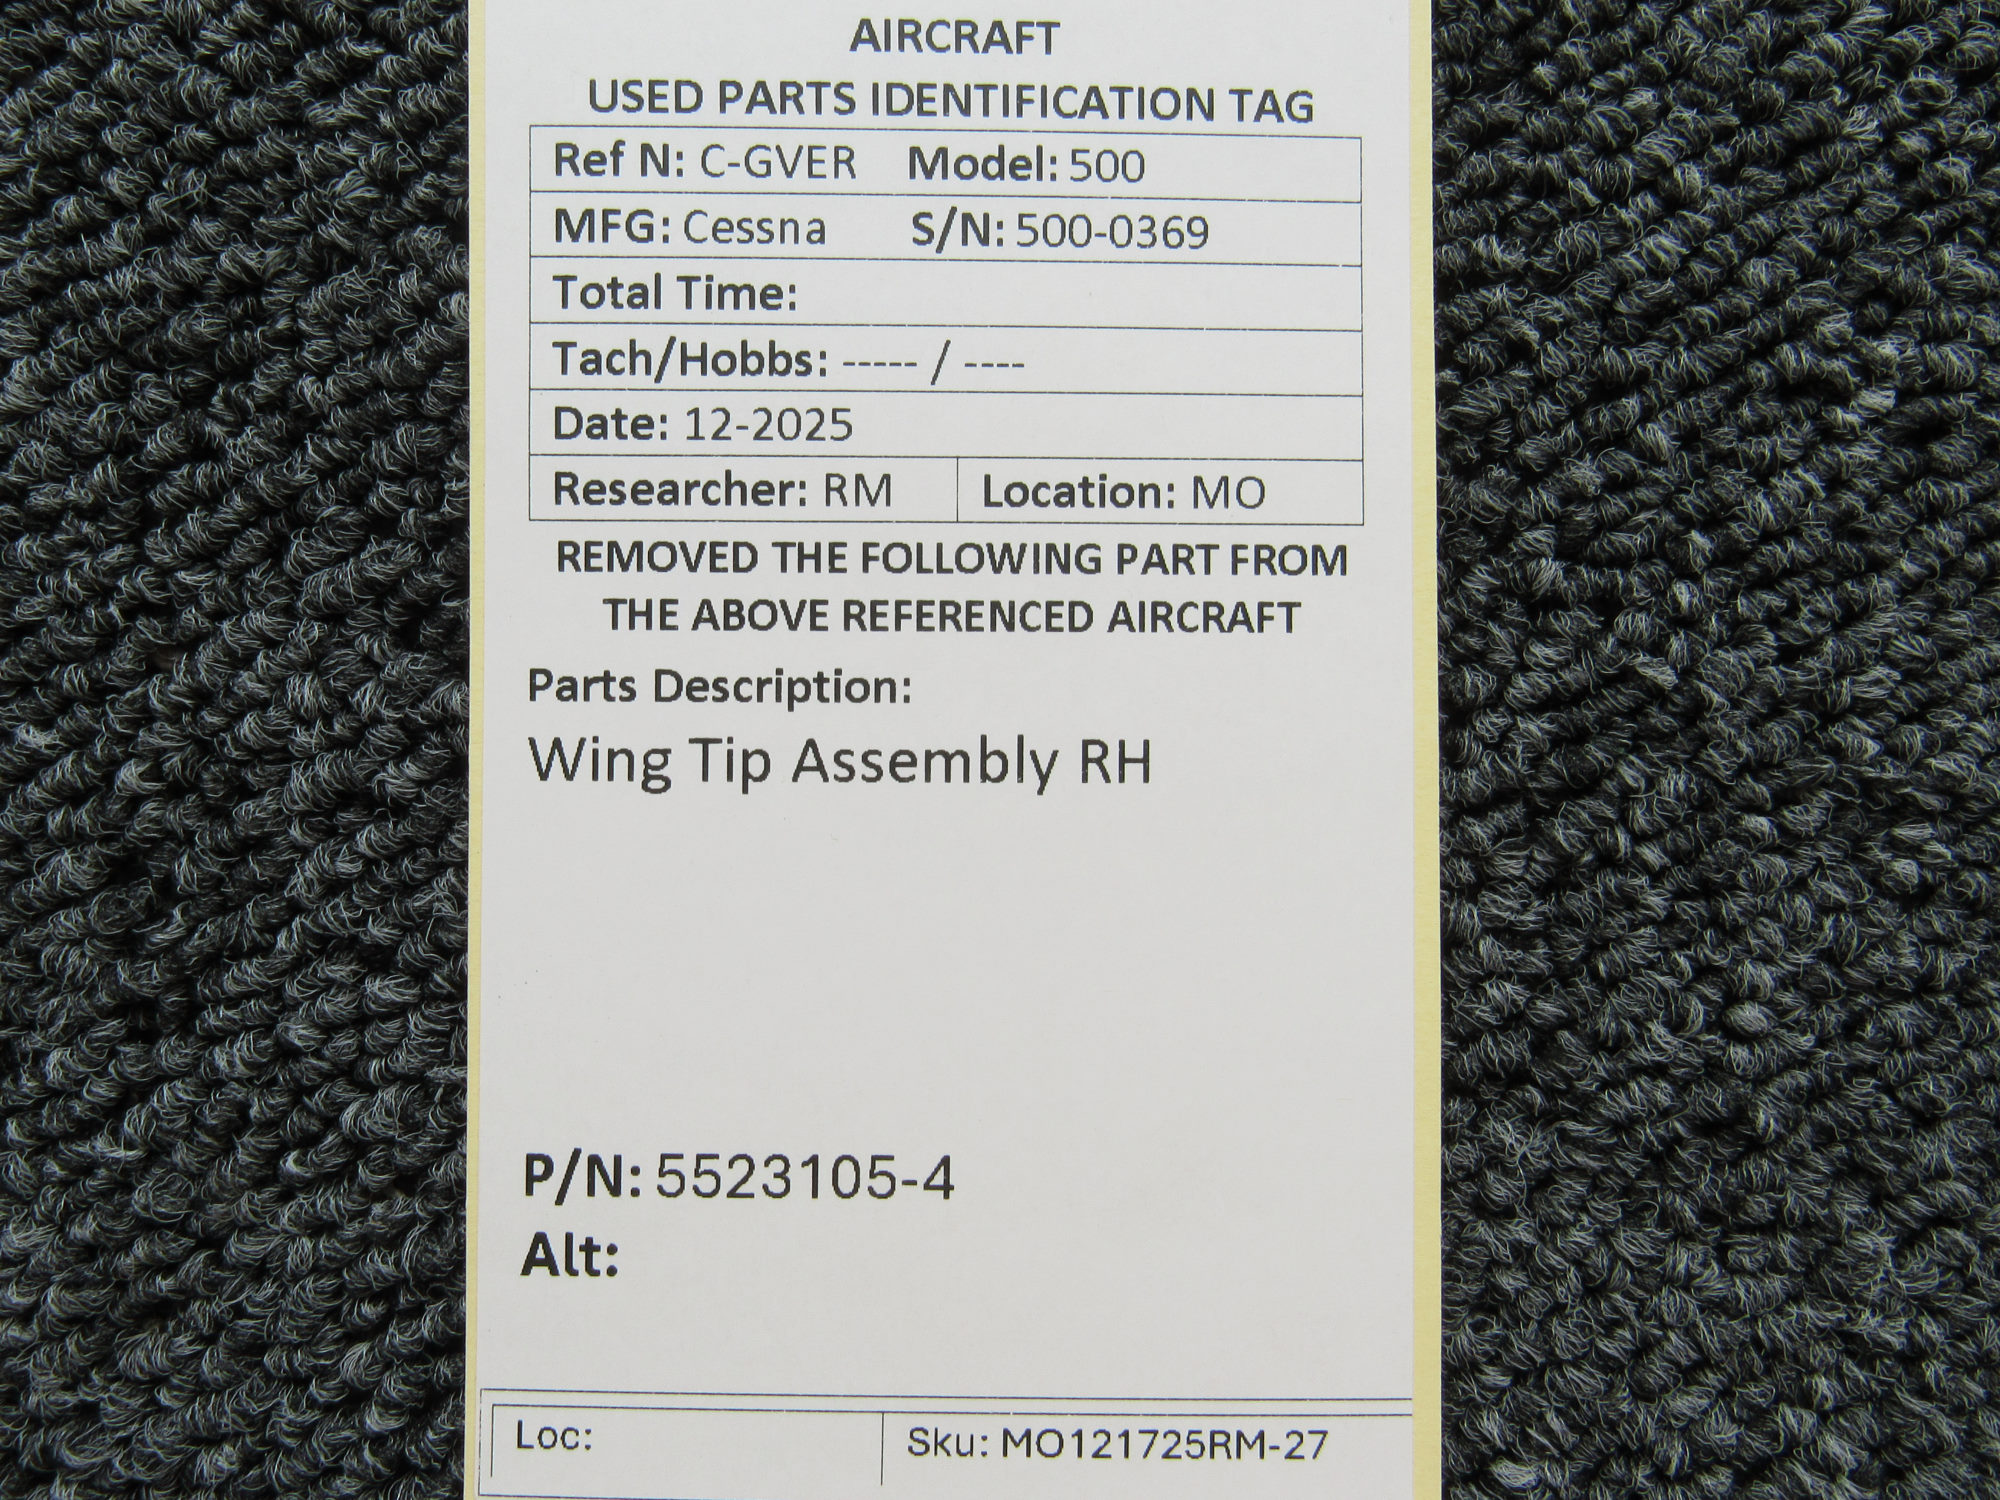 AIRCRAFT
USED PARTS IDENTIFICATION TAG
Ref N: C-GVER Model: 500
MFG: Cessna S/N: 500-0369
Total Time:
Tach/Hobbs: ----- / ----
Date: 12-2025
Researcher: RM Location: MO
REMOVED THE FOLLOWING PART FROM
THE ABOVE REFERENCED AIRCRAFT
Parts Description:
Wing Tip Assembly RH
P/N: 5523105-4
Alt:
Loc: Sku: MO121725RM-27